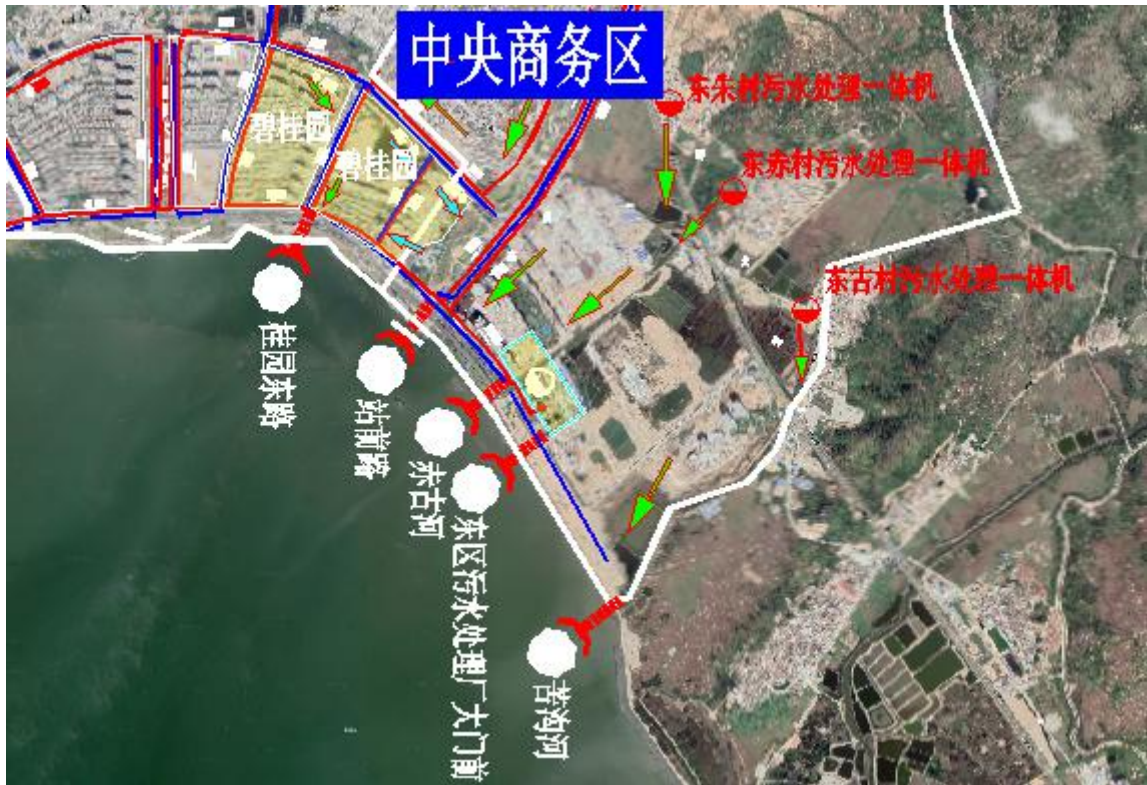 中央商务区
东朱村污水处理一体机
碧桂园
碧桂园
东赤村污水处理一体机
东古村污水处理一体机
桂园东路
站前路
赤古河
东区污水处理厂大门前
苦沟河